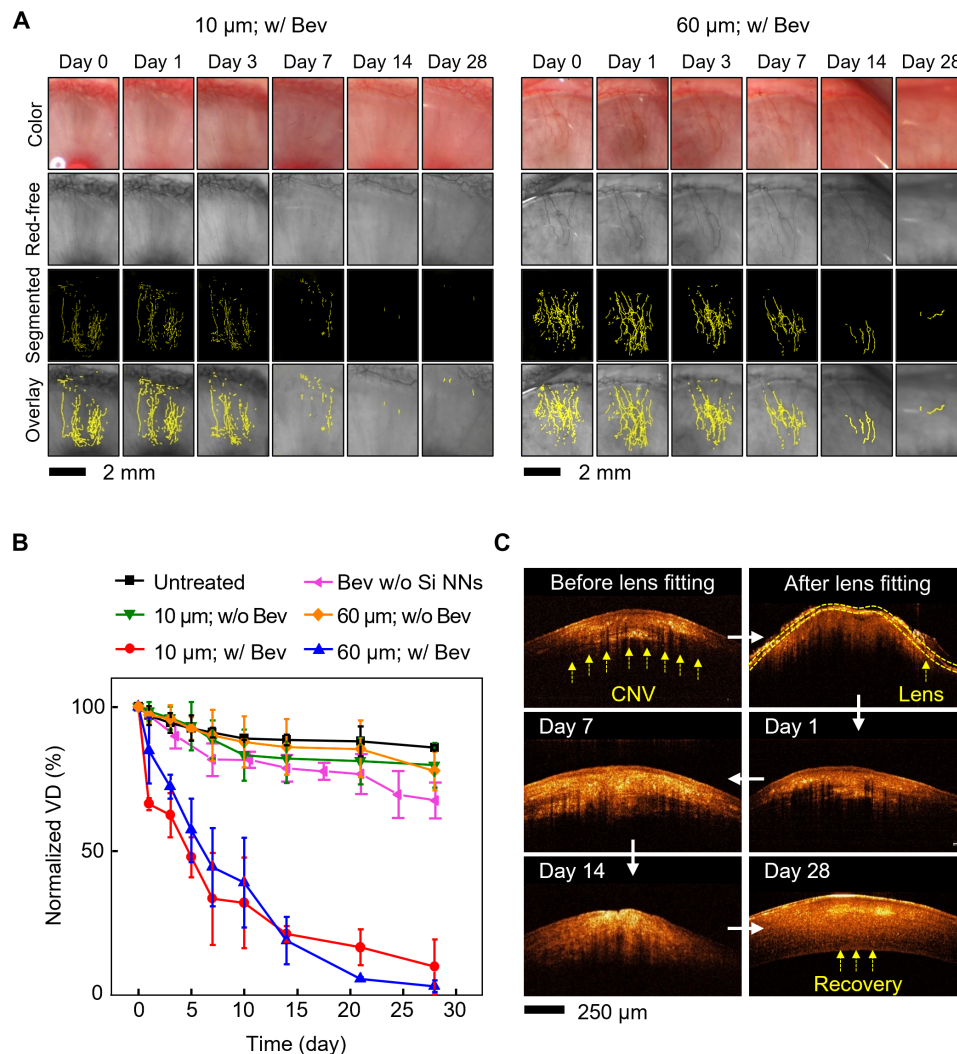 A
10 µm; w/ Bev
60 µm; w/ Bev
Day 0 Day 1 Day 3 Day 7 Day 14 Day 28
Day 0 Day 1 Day 3 Day 7 Day 14 Day 28
Color
Red-free
Segmented
Overlay
2 mm
2 mm
B
Untreated
Bev w/o Si NNs
10 µm; w/o Bev
60 µm; w/o Bev
10 µm; w/ Bev
60 µm; w/ Bev
Normalized VD (%)
100
50
0
0 5 10 15 20 25 30
Time (day)
C
Before lens fitting
After lens fitting
CNV
Lens
Day 7
Day 1
Day 14
Day 28
Recovery
250 µm